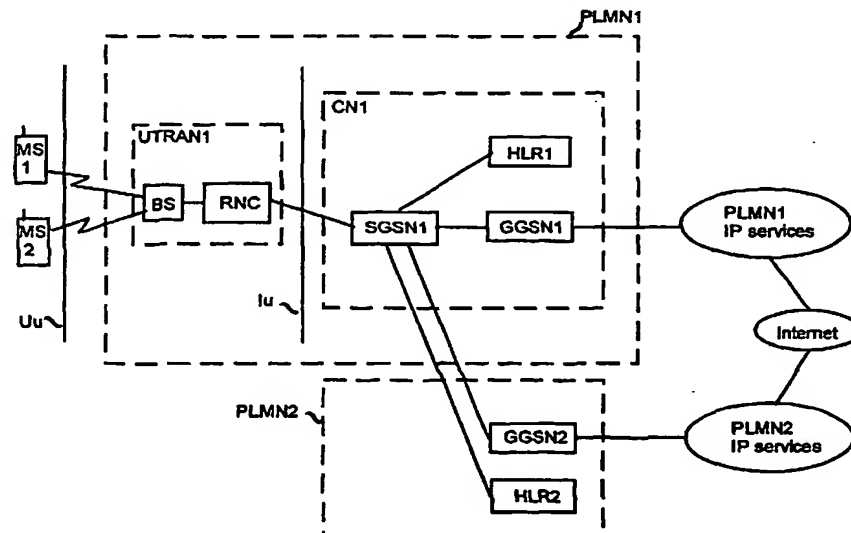 PLMN1
CN1
UTRAN1
MS
1
HLR1
BS
RNC
SGSN1
GGSN1
PLMN1
IP services
MS
2
Uu
Iu
Internet
PLMN2
GGSN2
PLMN2
IP services
HLR2